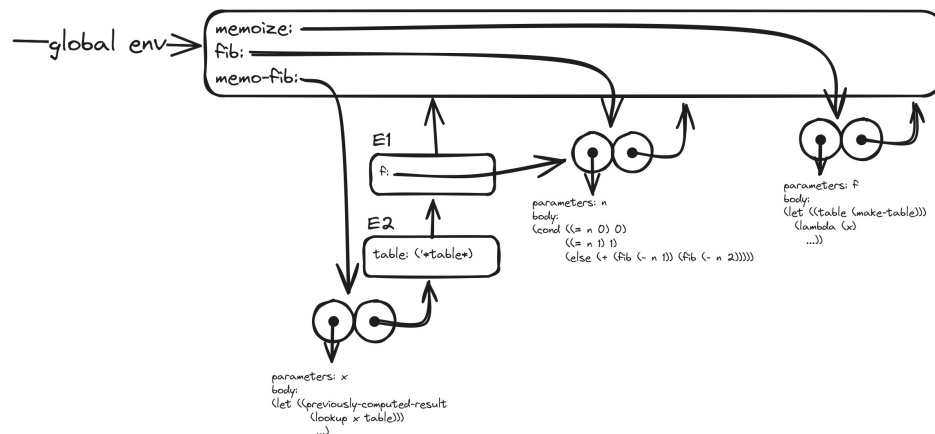 global env
memoize:
fib:
memo-fib:
E1
f:
E2
table: ('*table*)
parameters: n
body:
(cond ((= n 0) 0)
((= n 1) 1)
(else (+ (fib (- n 1)) (fib (- n 2)))))
parameters: f
body:
(let ((table (make-table)))
(lambda (x)
...))
parameters: x
body:
(let ((previously-computed-result
(lookup x table)))
...)